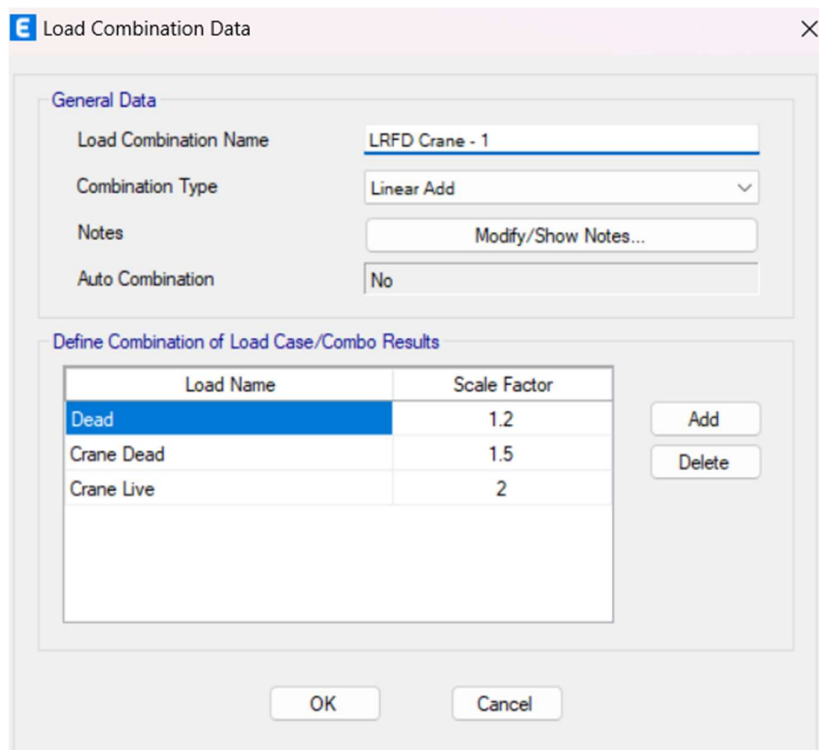 E Load Combination Data
General Data
Load Combination Name LRFD Crane - 1
Combination Type Linear Add
Notes Modify/Show Notes...
Auto Combination No
Define Combination of Load Case/Combo Results
Load Name Scale Factor
Dead 1.2 Add
Crane Dead 1.5
Delete
Crane Live 2
OK Cancel